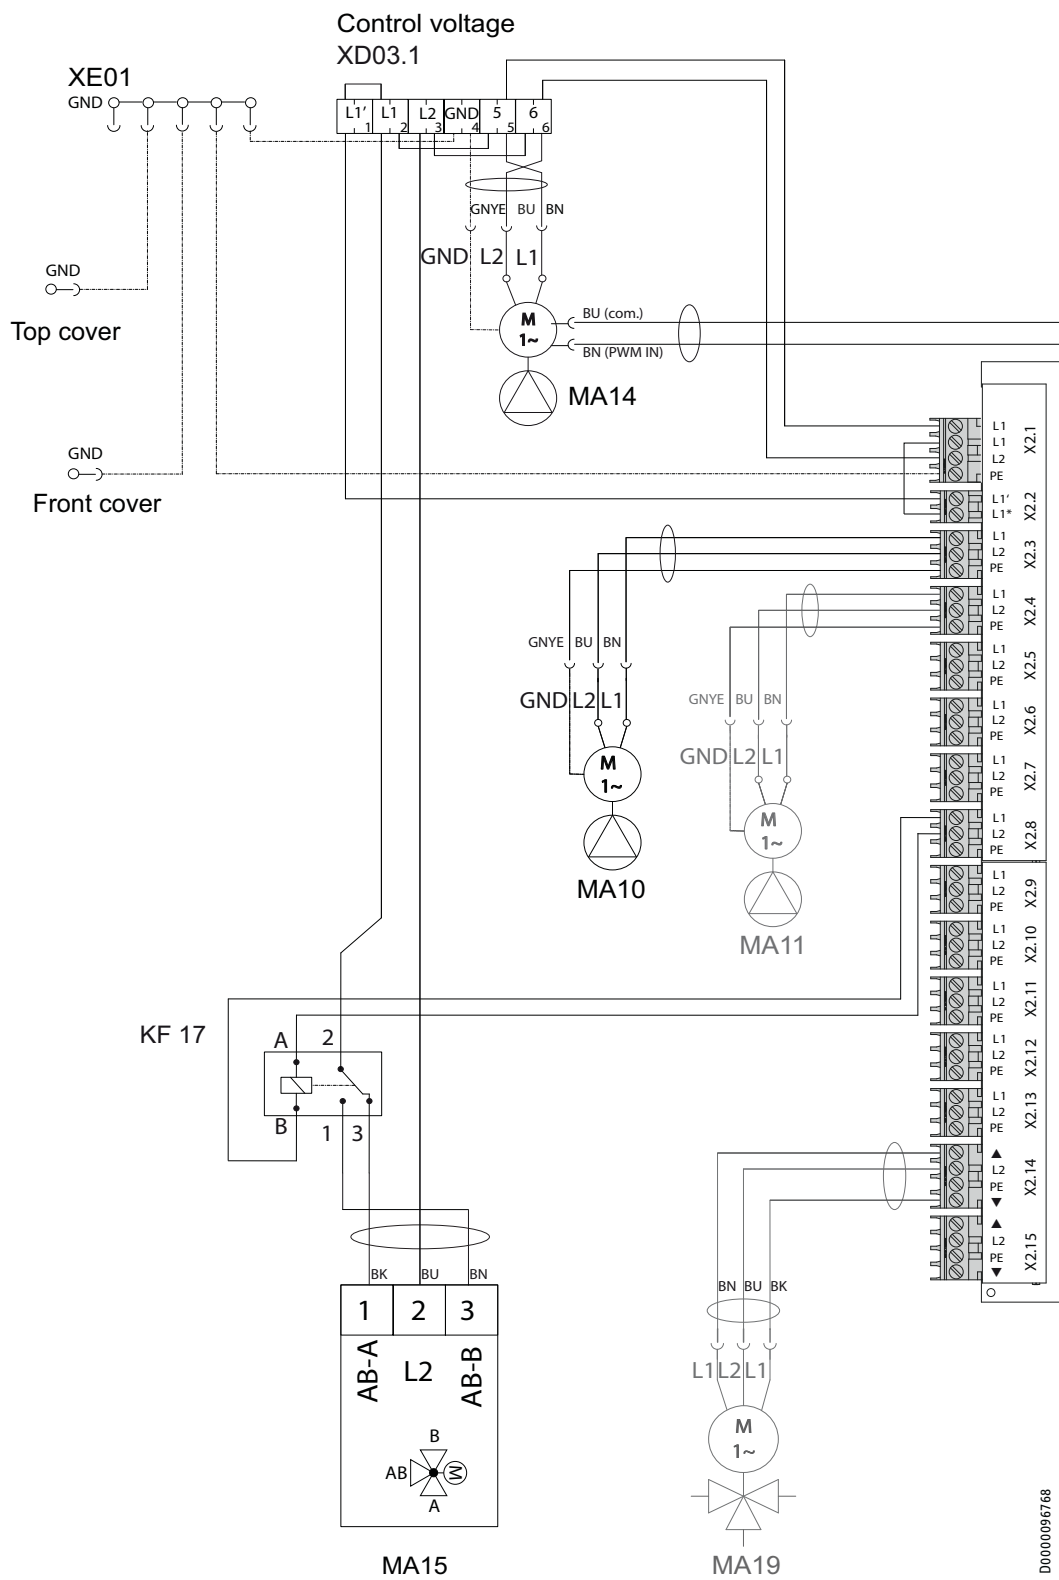 Control voltage
XD03.1
XE01
GND
L1' L1 L2 GND 5 6
1 2 3 4 5 6
GNYE BU BN
GND L2 L1
GND
Top cover
M
1~
BU (com.)
BN (PWM IN)
MA14
GND
Front cover
L1
L1
L2
PE
X2.1
L1'
L1*
X2.2
L1
L2
PE
X2.3
L1
L2
PE
X2.4
L1
L2
PE
X2.5
L1
L2
PE
X2.6
L1
L2
PE
X2.7
L1
L2
PE
X2.8
L1
L2
PE
X2.9
L1
L2
PE
X2.10
L1
L2
PE
X2.11
L1
L2
PE
X2.12
L1
L2
PE
X2.13
▲
L2
PE
▼
X2.14
▲
L2
PE
▼
X2.15
GNYE BU BN
GND L2 L1
M
1~
MA10
GNYE BU BN
GND L2 L1
M
1~
MA11
KF 17
A 2
B 1 3
BK BU BN
1 2 3
AB-A L2 AB-B
B
AB M
A
MA15
BN BU BK
L1 L2 L1
M
1~
MA19
D0000096768